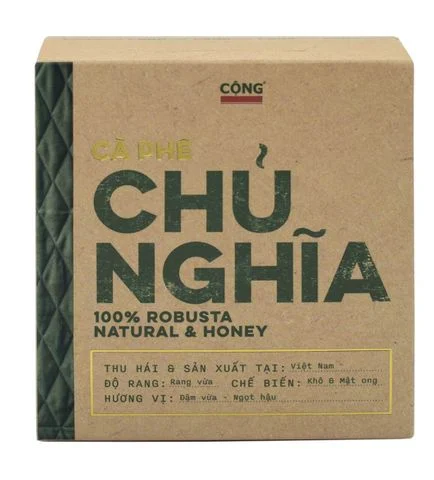 CỘNG
CÀ PHÊ
CHỦ
NGHĨA
100% ROBUSTA
NATURAL & HONEY
THU HÁI & SẢN XUẤT TẠI: Việt Nam -
ĐỘ RANG: Rang vừa CHẾ BIẾN: Khô & Mật ong
HƯƠNG VỊ: Đậm vừa - Ngọt hậu